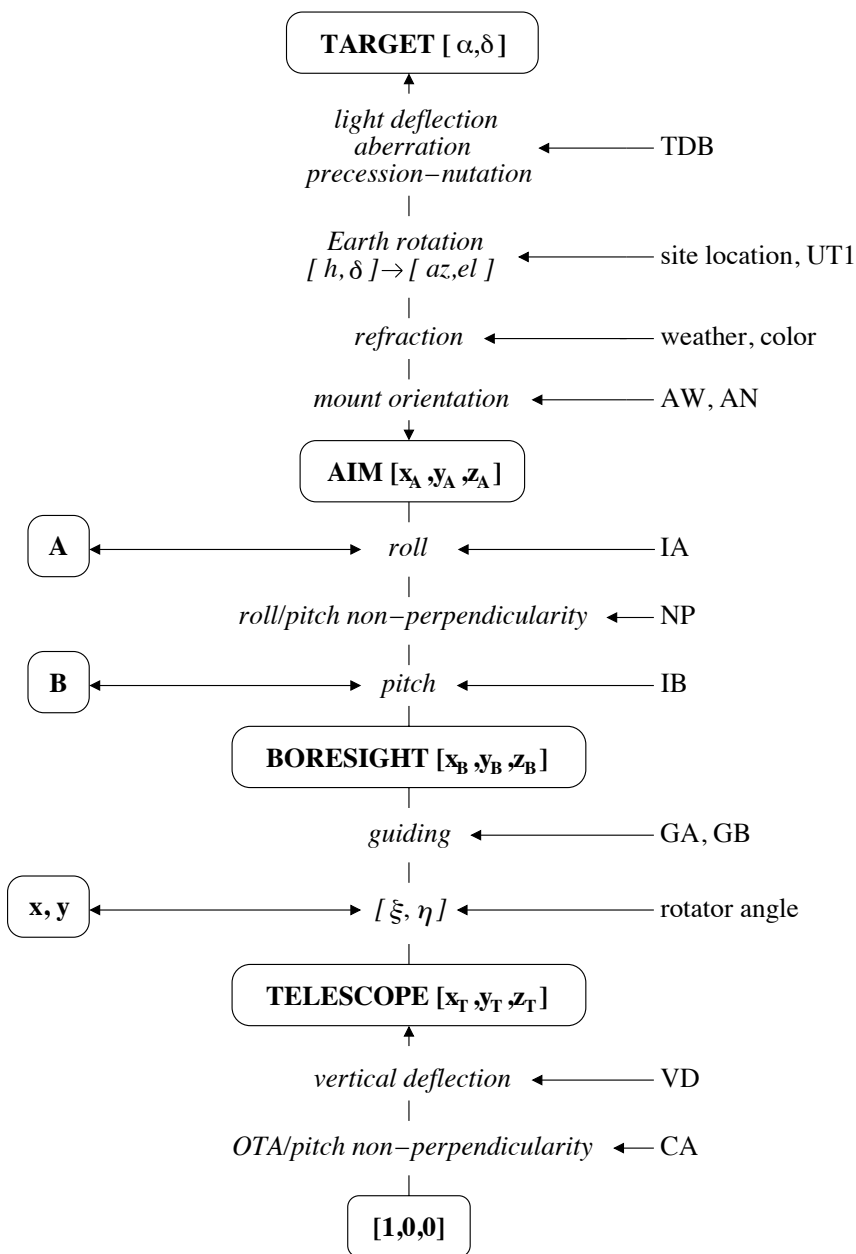 TARGET [ α,δ ]
light deflection
aberration
TDB
precession−nutation
Earth rotation
site location, UT1
[ h, δ ]→[ az,el ]
refraction
weather, color
mount orientation
AW, AN
AIM [xA ,yA ,zA ]
A
roll
IA
roll/pitch non−perpendicularity
NP
B
pitch
IB
BORESIGHT [xB ,yB ,zB ]
guiding
GA, GB
x, y
[ ξ, η ]
rotator angle
TELESCOPE [xT ,yT ,zT ]
vertical deflection
VD
OTA/pitch non−perpendicularity
CA
[1,0,0]